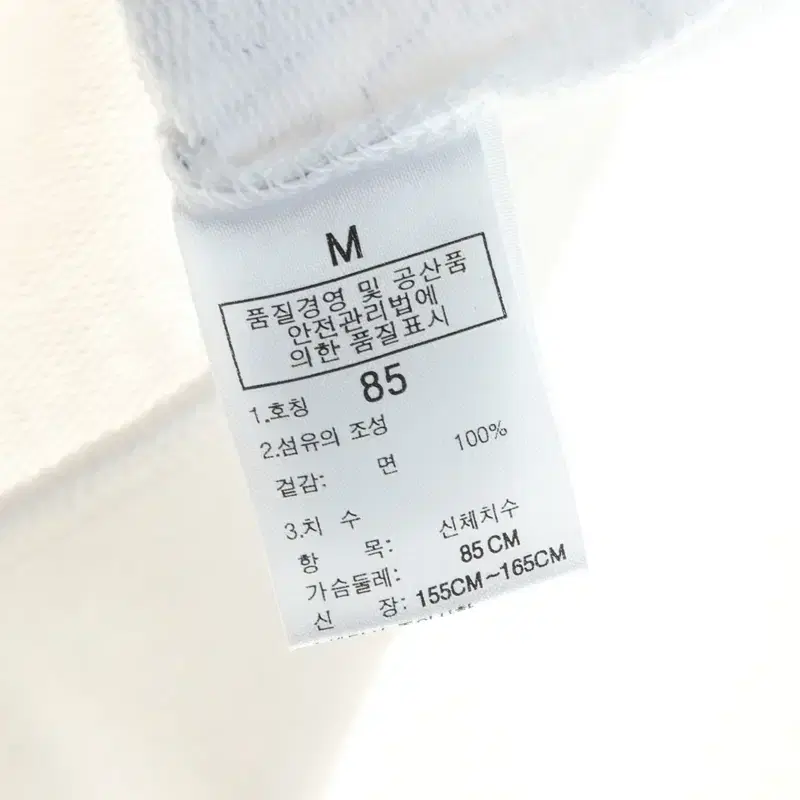 M
품질경영 및 공산품
안전관리법에
의한 품질표시
1.호칭 85
2.섬유의 조성
겉감: 면 100%
3.치 수
항 목: 신체치수
가슴둘레: 85 CM
신 장: 155CM~165CM